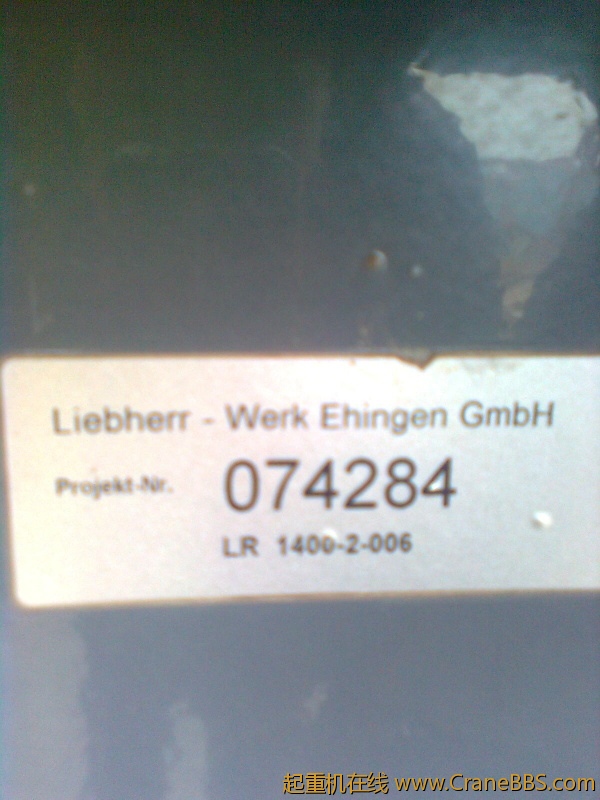 Liebherr - Werk Ehingen GmbH
Projekt-Nr. 074284
LR 1400-2-006
起重机在线 www.CraneBBS.com